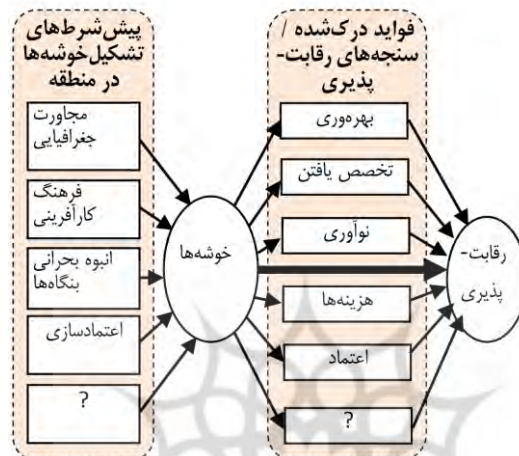 پیش‌شرط‌های
تشکیل‌خوشه‌ها
در منطقه
مجاورت
جغرافیایی
فرهنگ
کارآفرینی
انبوه بحرانی
بنگاه‌ها
اعتمادسازی
?
خوشه‌ها
فواید درک‌شده /
سنجه‌های رقابت-
پذیری
بهره‌وری
تخصص یافتن
نوآوری
هزینه‌ها
اعتماد
?
رقابت-
پذیری